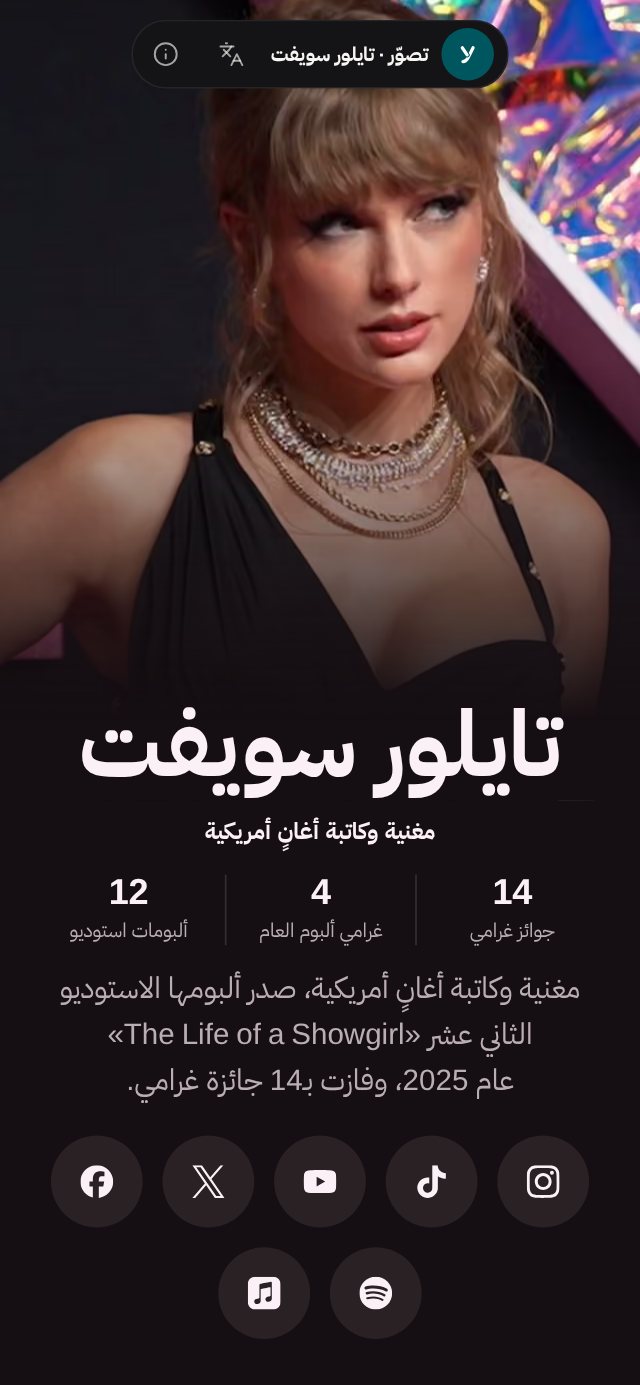 تصوّر · تايلور سويفت
تايلور سويفت
مغنية وكاتبة أغانٍ أمريكية
14
جوائز غرامي
4
غرامي ألبوم العام
12
ألبومات استوديو
مغنية وكاتبة أغانٍ أمريكية، صدر ألبومها الاستوديو
الثاني عشر «The Life of a Showgirl»
عام 2025، وفازت بـ14 جائزة غرامي.